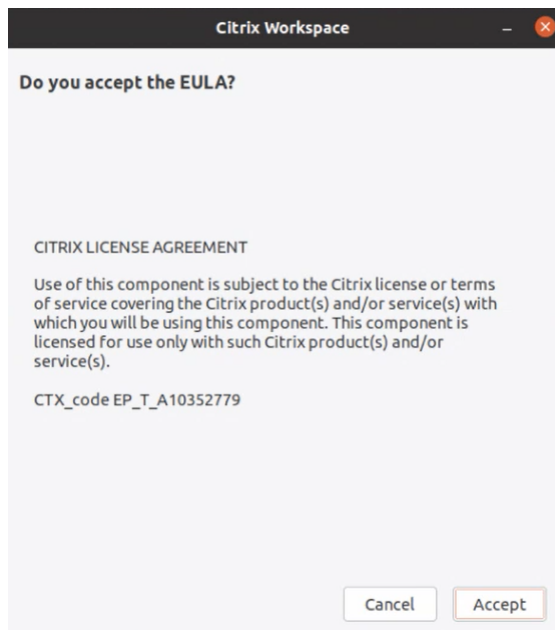 Citrix Workspace
Do you accept the EULA?
CITRIX LICENSE AGREEMENT
Use of this component is subject to the Citrix license or terms
of service covering the Citrix product(s) and/or service(s) with
which you will be using this component. This component is
licensed for use only with such Citrix product(s) and/or
service(s).
CTX_code EP_T_A10352779
Cancel Accept